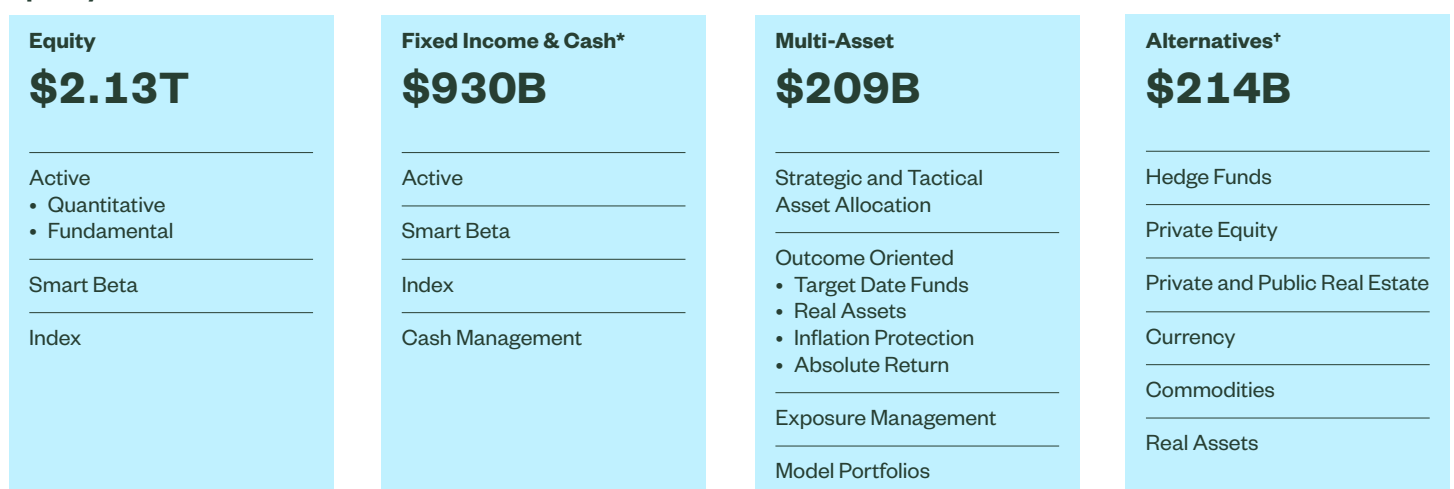 Equity
$2.13T
Active
• Quantitative
• Fundamental
Smart Beta
Index
Fixed Income & Cash*
$930B
Active
Smart Beta
Index
Cash Management
Multi-Asset
$209B
Strategic and Tactical
Asset Allocation
Outcome Oriented
• Target Date Funds
• Real Assets
• Inflation Protection
• Absolute Return
Exposure Management
Model Portfolios
Alternatives†
$214B
Hedge Funds
Private Equity
Private and Public Real Estate
Currency
Commodities
Real Assets